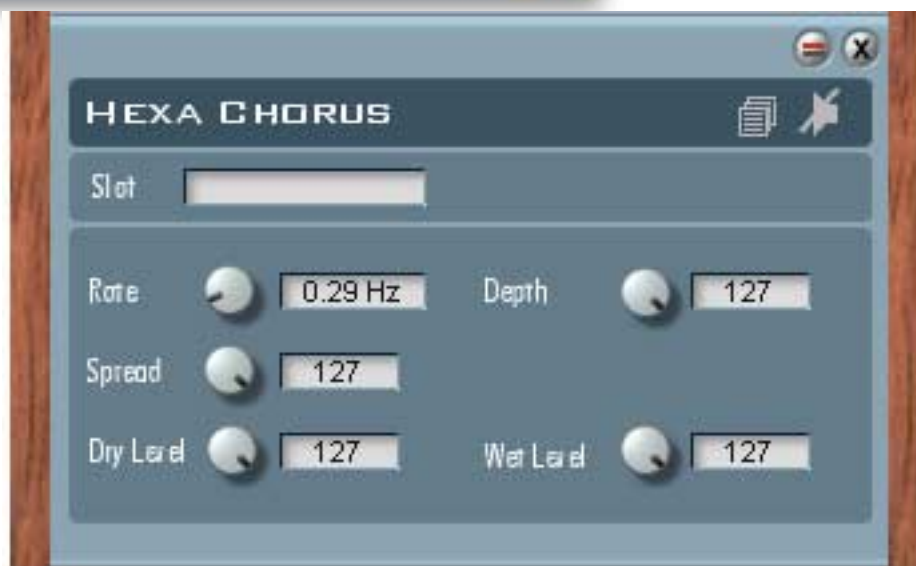 X
HEXA CHORUS
Slot
Rate 0.29 Hz Depth 127
Spread 127
Dry Level 127 Wet Level 127